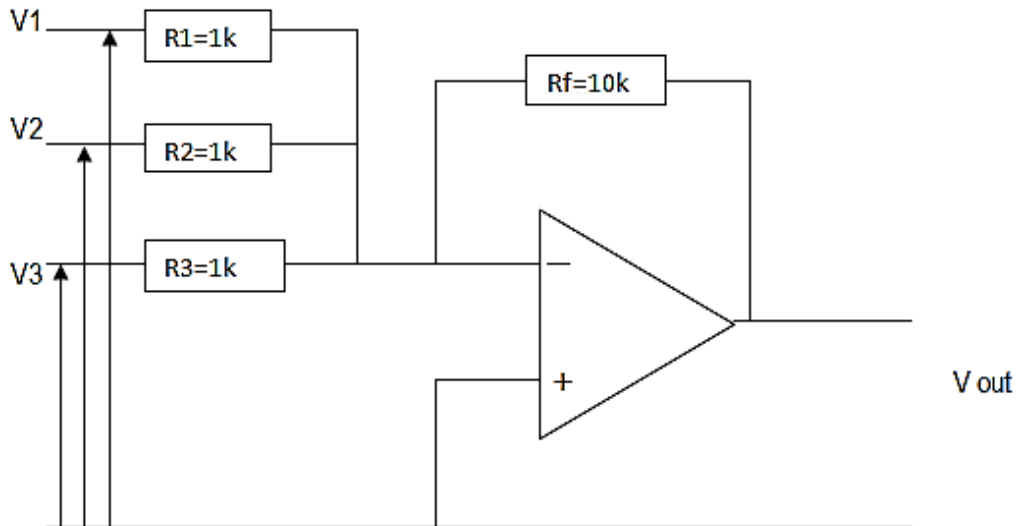 V1
R1=1k
Rf=10k
V2
R2=1k
V3
R3=1k
−
+
V out